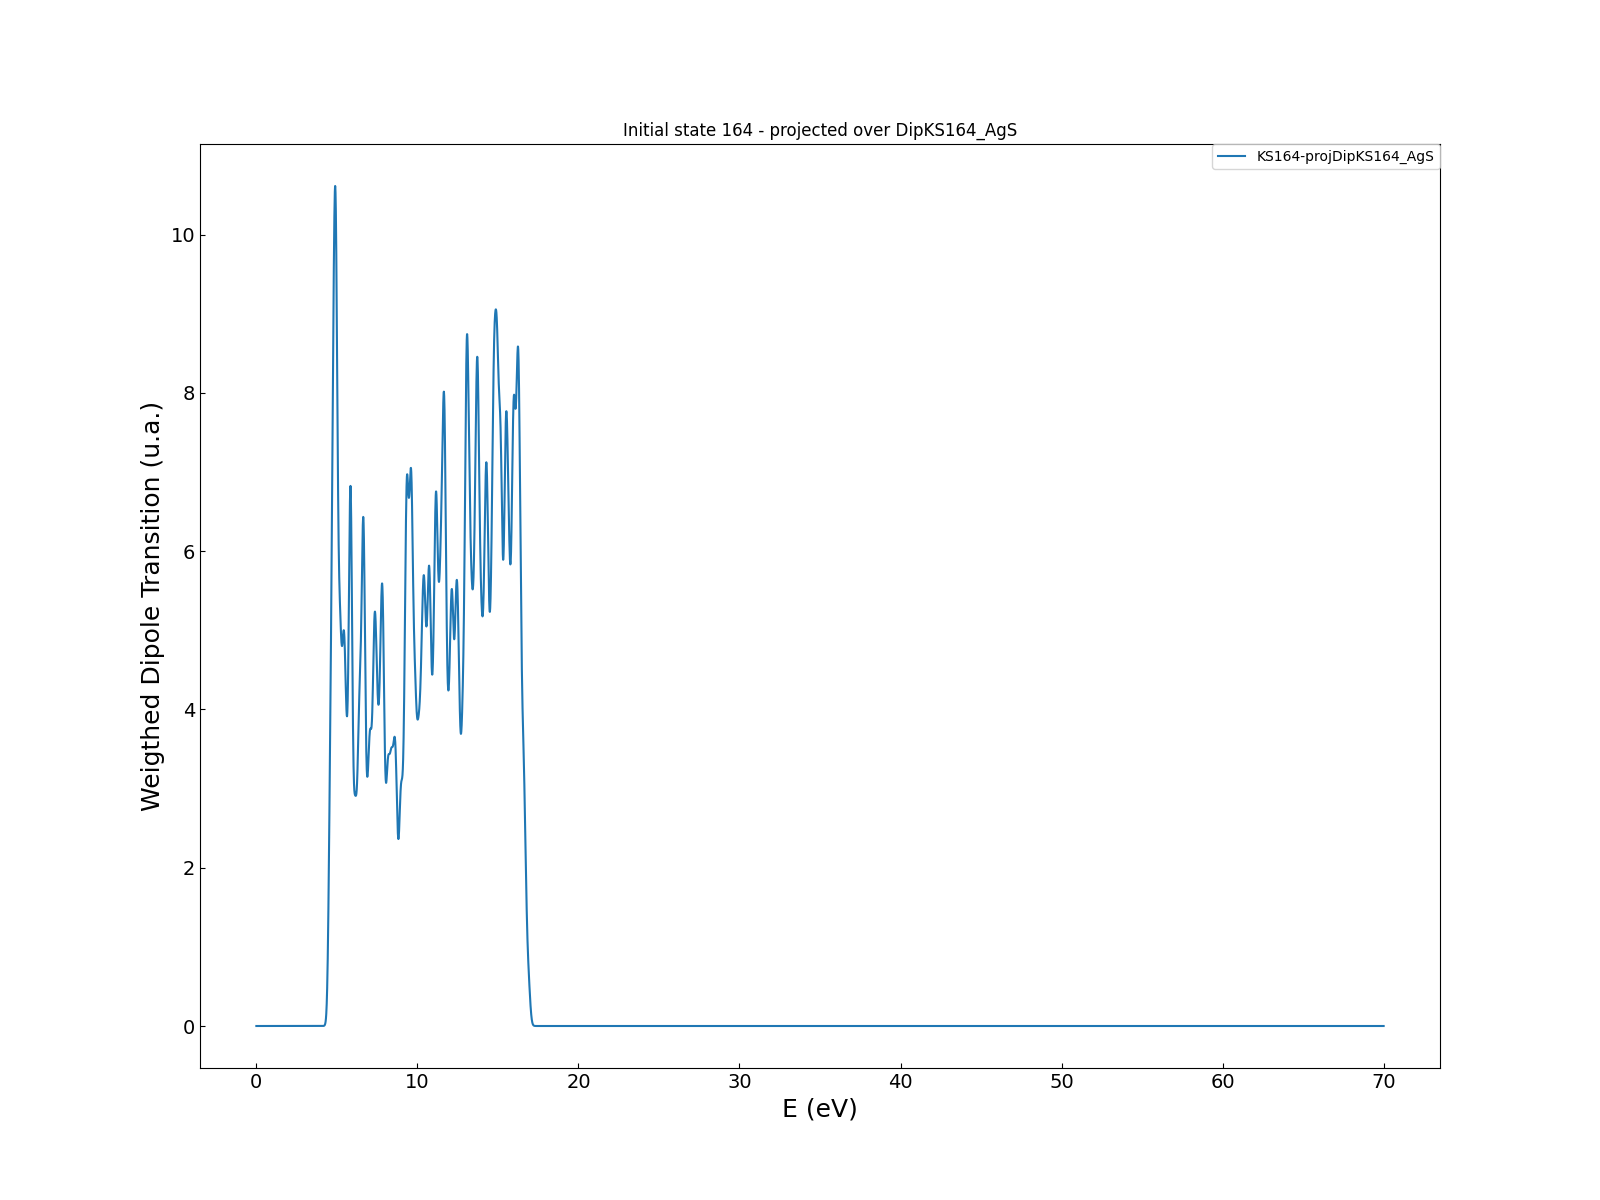 Initial state 164 - projected over DipKS164_AgS
KS164-projDipKS164_AgS
Weigthed Dipole Transition (u.a.)
10
8
6
4
2
0
0 10 20 30 40 50 60 70
E (eV)